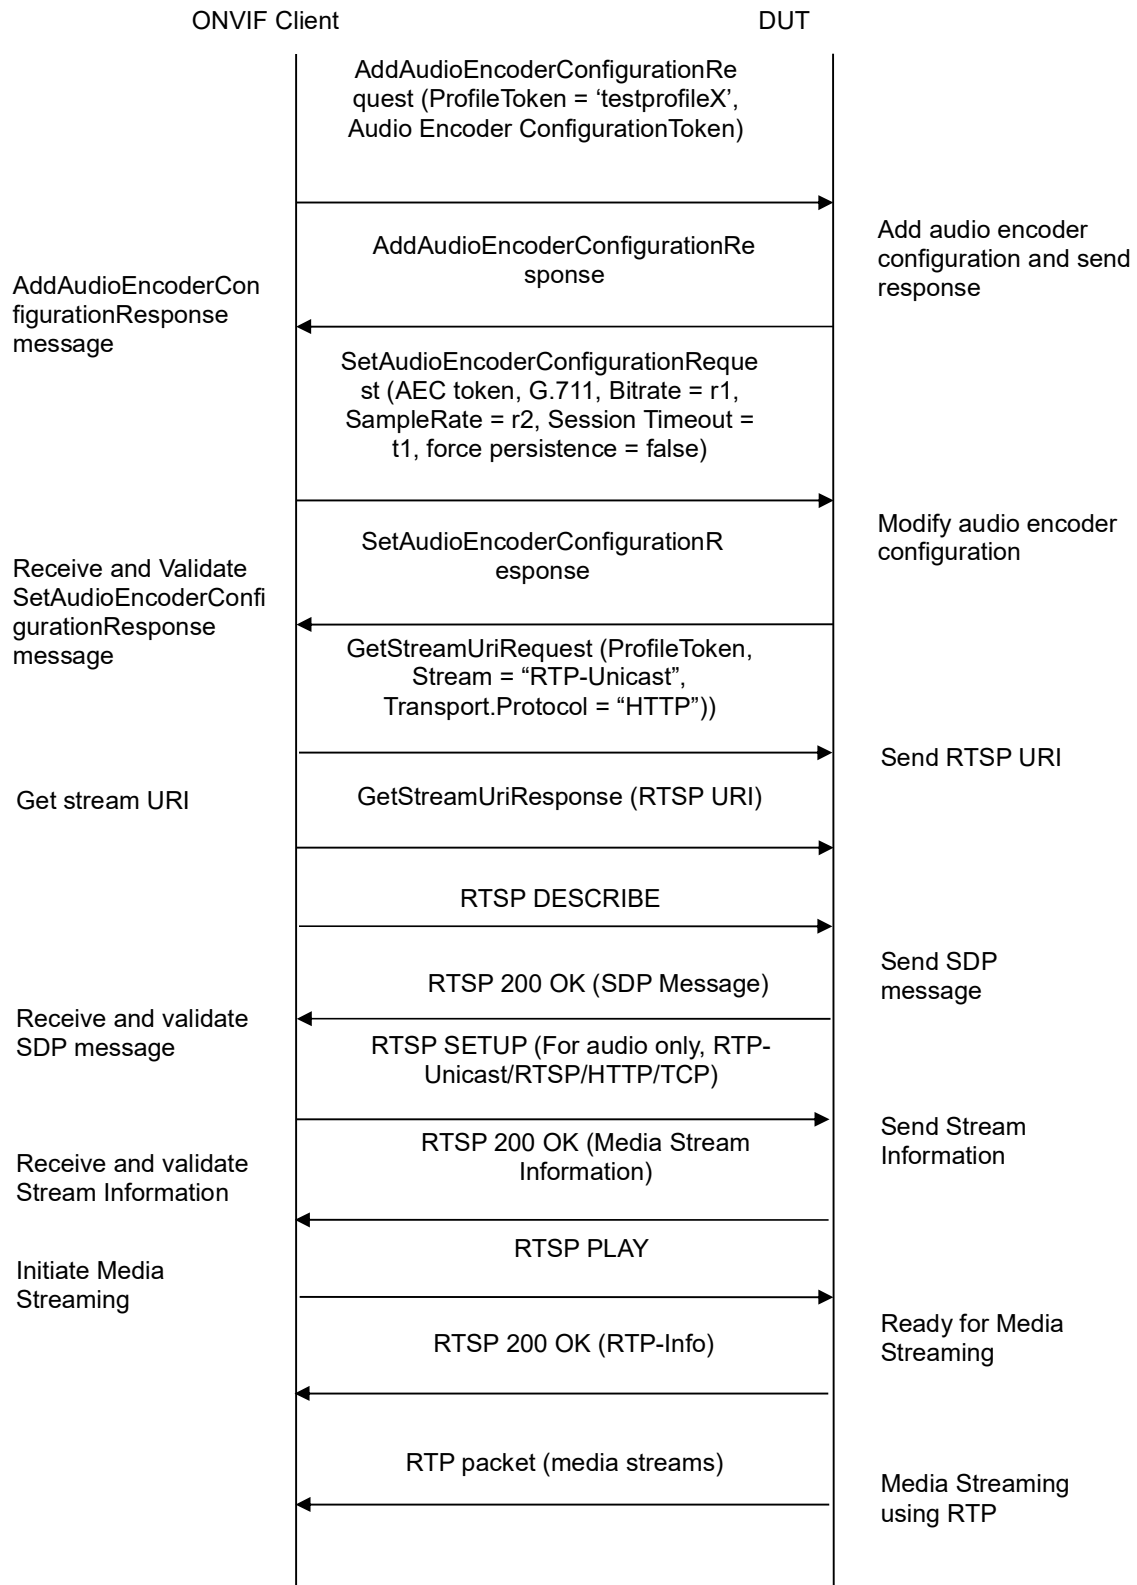 ONVIF Client
DUT
AddAudioEncoderConfigurationRe
quest (ProfileToken = ‘testprofileX’,
Audio Encoder ConfigurationToken)
Add audio encoder
configuration and send
response
AddAudioEncoderConfigurationRe
sponse
AddAudioEncoderCon
figurationResponse
message
SetAudioEncoderConfigurationReque
st (AEC token, G.711, Bitrate = r1,
SampleRate = r2, Session Timeout =
t1, force persistence = false)
Modify audio encoder
configuration
SetAudioEncoderConfigurationR
esponse
Receive and Validate
SetAudioEncoderConfi
gurationResponse
message
GetStreamUriRequest (ProfileToken,
Stream = “RTP-Unicast”,
Transport.Protocol = “HTTP”))
Send RTSP URI
Get stream URI
GetStreamUriResponse (RTSP URI)
RTSP DESCRIBE
Send SDP
message
RTSP 200 OK (SDP Message)
Receive and validate
SDP message
RTSP SETUP (For audio only, RTP-
Unicast/RTSP/HTTP/TCP)
Send Stream
Information
RTSP 200 OK (Media Stream
Information)
Receive and validate
Stream Information
RTSP PLAY
Initiate Media
Streaming
Ready for Media
Streaming
RTSP 200 OK (RTP-Info)
RTP packet (media streams)
Media Streaming
using RTP